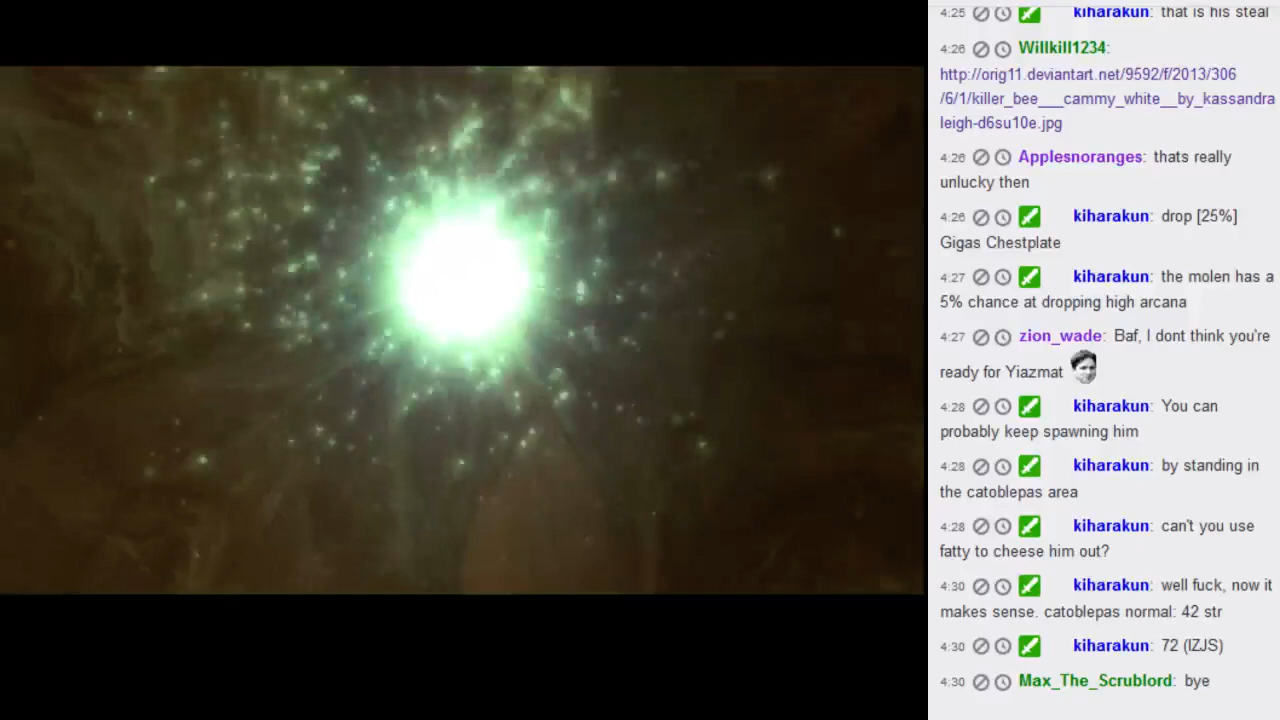 4:25 kiharakun: that is his steal
4:26 Willkill1234:
http://orig11.deviantart.net/9592/f/2013/306
/6/1/killer_bee___cammy_white__by_kassandra
leigh-d6su10e.jpg
4:26 Applesnoranges: thats really
unlucky then
4:26 kiharakun: drop [25%]
Gigas Chestplate
4:27 kiharakun: the molen has a
5% chance at dropping high arcana
4:27 zion_wade: Baf, I dont think you're
ready for Yiazmat
4:28 kiharakun: You can
probably keep spawning him
4:28 kiharakun: by standing in
the catoblepas area
4:28 kiharakun: can't you use
fatty to cheese him out?
4:30 kiharakun: well fuck, now it
makes sense. catoblepas normal: 42 str
4:30 kiharakun: 72 (IZJS)
4:30 Max_The_Scrublord: bye